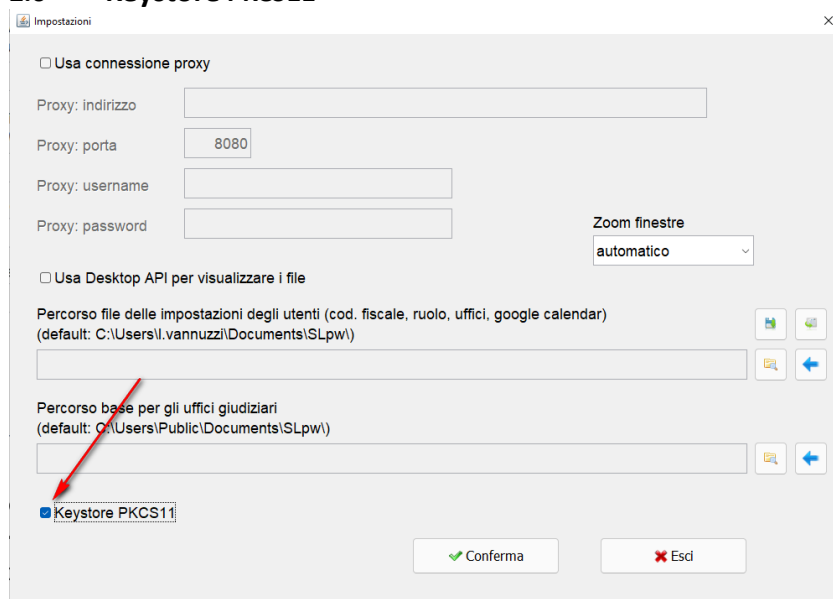 Keystore PKCS11
Impostazioni
Usa connessione proxy
Proxy: indirizzo
Proxy: porta 8080
Proxy: username
Proxy: password
Zoom finestre
automatico
Usa Desktop API per visualizzare i file
Percorso file delle impostazioni degli utenti (cod. fiscale, ruolo, uffici, google calendar)
(default: C:\Users\l.vannuzzi\Documents\SLpw\)
Percorso base per gli uffici giudiziari
(default: C:\Users\Public\Documents\SLpw\)
Keystore PKCS11
Conferma Esci